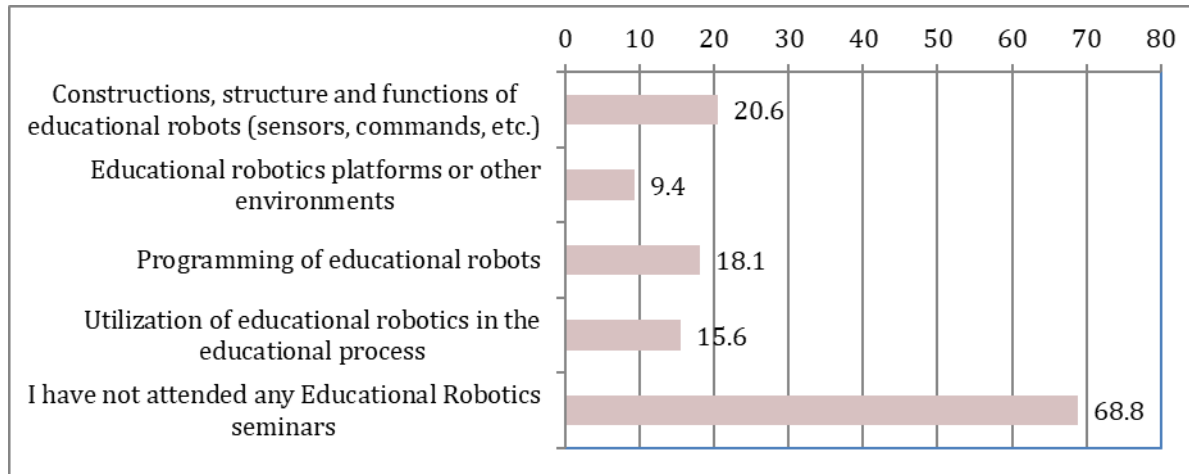 0 10 20 30 40 50 60 70 80
Constructions, structure and functions of
educational robots (sensors, commands, etc.)
20.6
Educational robotics platforms or other
environments
9.4
Programming of educational robots
18.1
Utilization of educational robotics in the
educational process
15.6
I have not attended any Educational Robotics
seminars
68.8